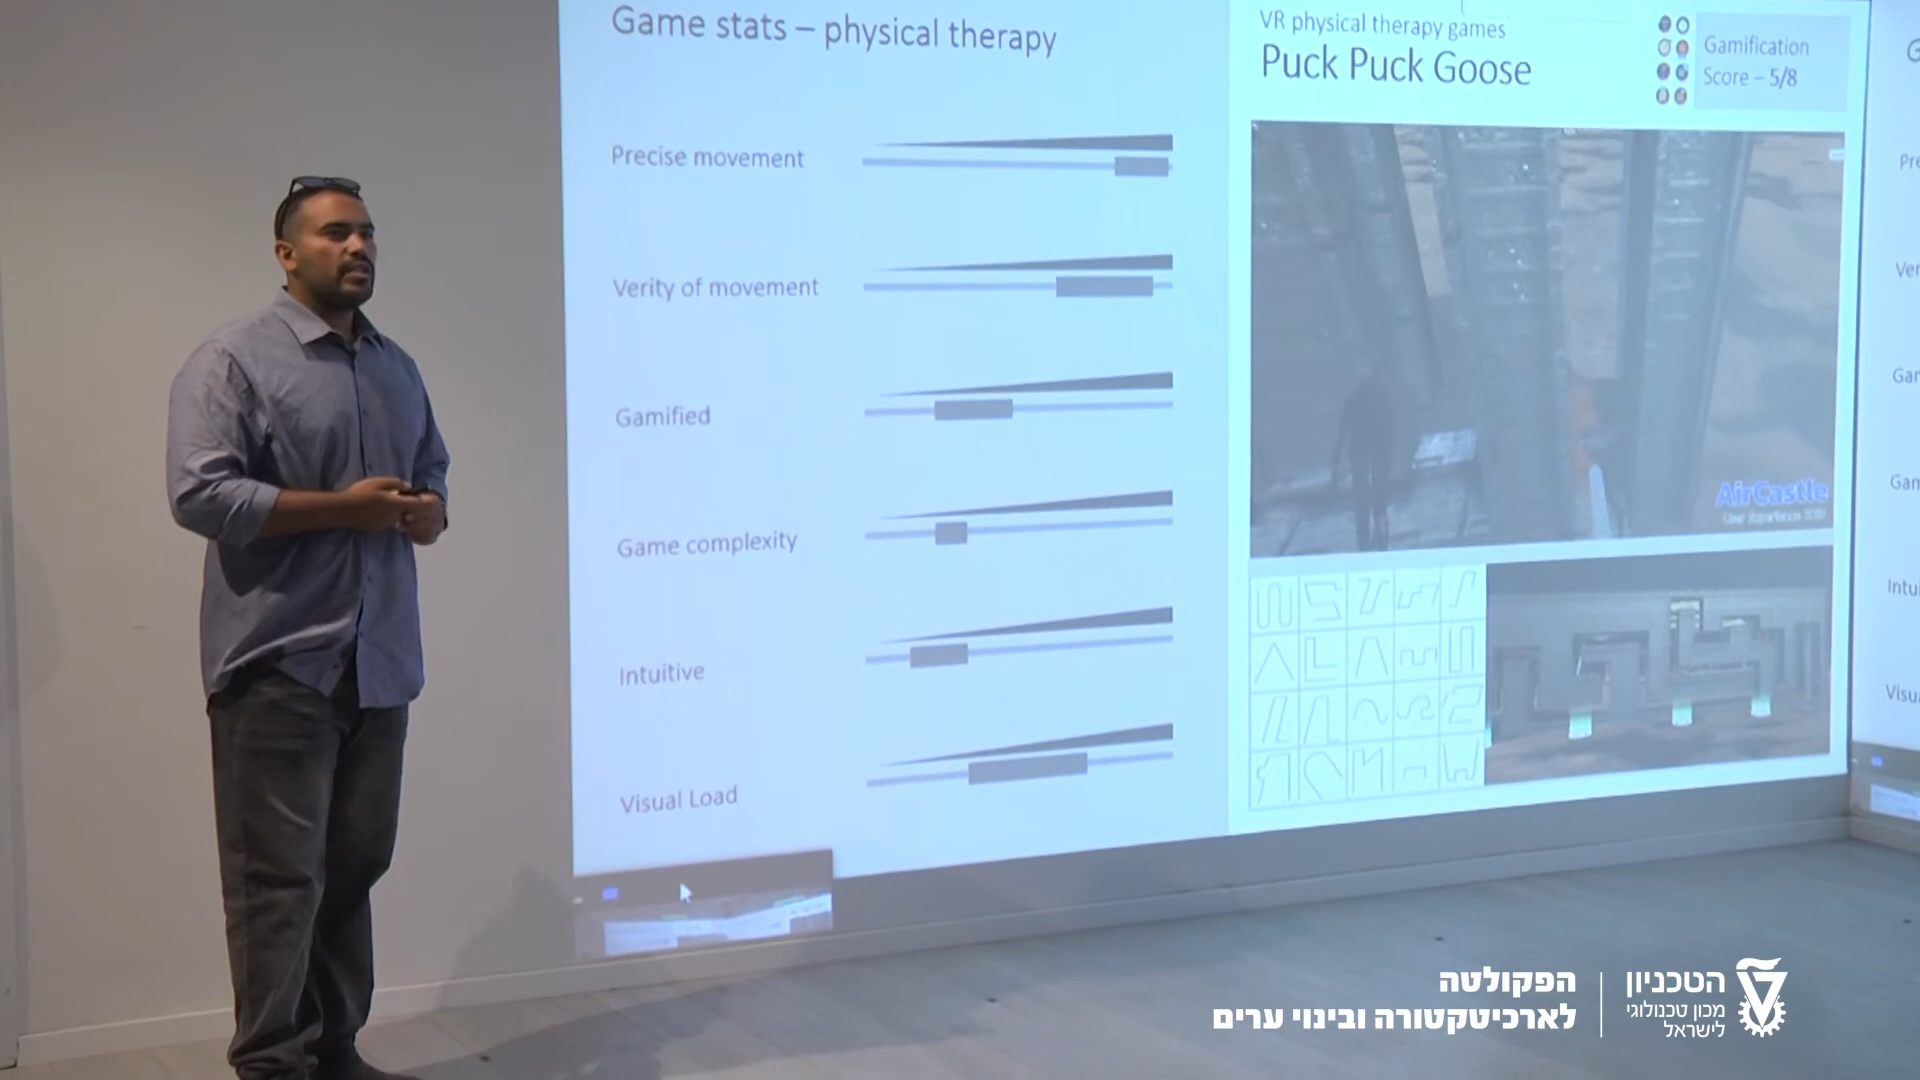 Game stats – physical therapy
Precise movement
Verity of movement
Gamified
Game complexity
Intuitive
Visual Load
VR physical therapy games
Puck Puck Goose
Gamification
Score – 5/8
AirCastle
הפקולטה
לארכיטקטורה ובינוי ערים
הטכניון
מכון טכנולוגי
לישראל